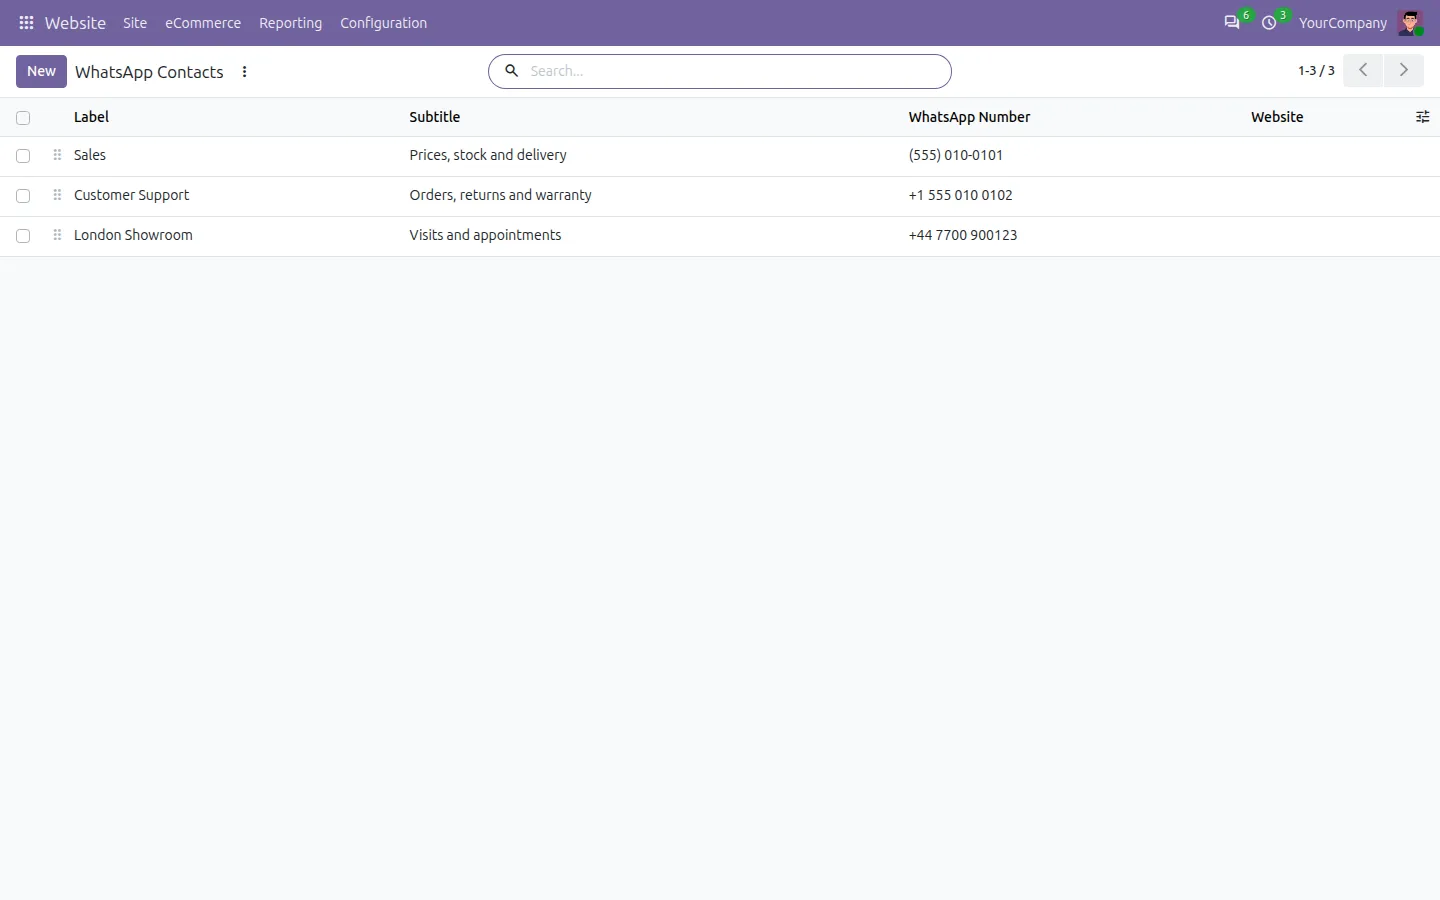 Website Site eCommerce Reporting Configuration 6 3 YourCompany
New WhatsApp Contacts Search... 1-3 / 3
Label Subtitle WhatsApp Number Website
Sales Prices, stock and delivery (555) 010-0101
Customer Support Orders, returns and warranty +1 555 010 0102
London Showroom Visits and appointments +44 7700 900123